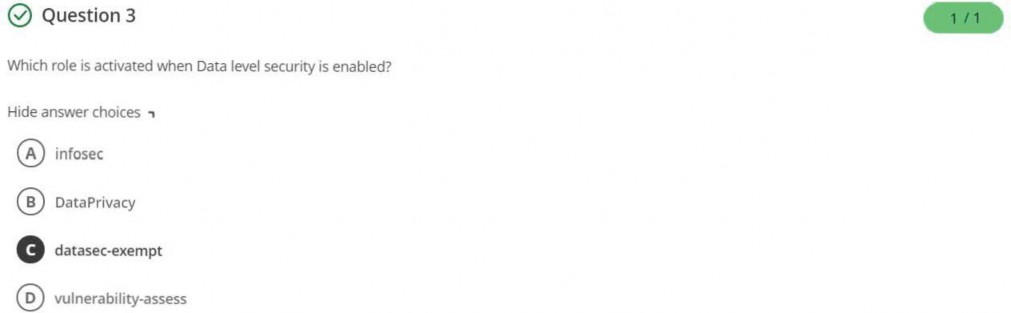 Question 3
1 / 1
Which role is activated when Data level security is enabled?
Hide answer choices
A infosec
B DataPrivacy
C datasec-exempt
D vulnerability-assess